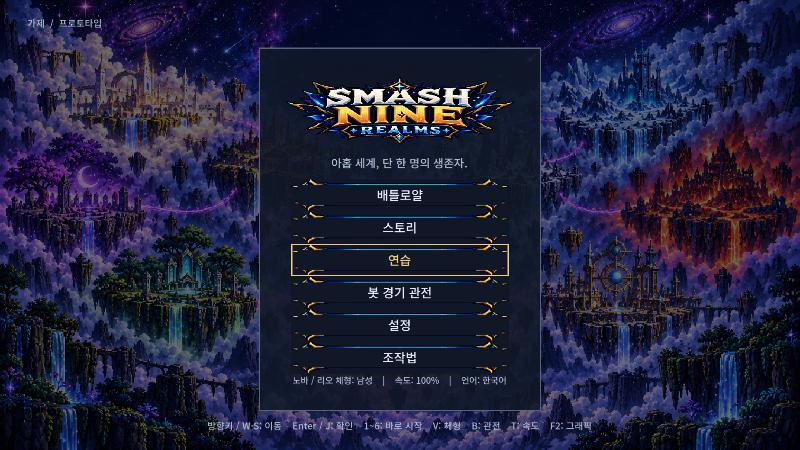 가제 / 프로토타입
SMASH
NINE
REALMS
아홉 세계, 단 한 명의 생존자.
배틀로얄
스토리
연습
봇 경기 관전
설정
조작법
노바 / 리오 체형: 남성 | 속도: 100% | 언어: 한국어
방향키 / W·S: 이동 Enter / J: 확인 1~6: 바로 시작 V: 체형 B: 관전 T: 속도 F2: 그래픽